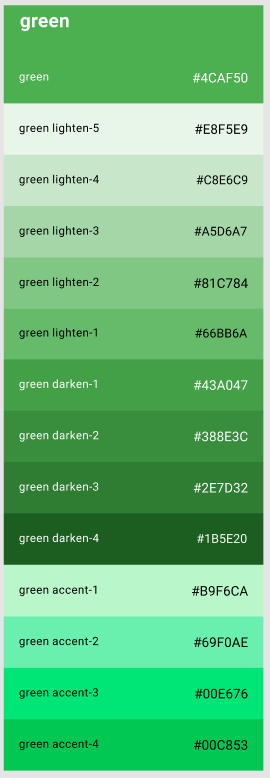 green
green #4CAF50
green lighten-5 #E8F5E9
green lighten-4 #C8E6C9
green lighten-3 #A5D6A7
green lighten-2 #81C784
green lighten-1 #66BB6A
green darken-1 #43A047
green darken-2 #388E3C
green darken-3 #2E7D32
green darken-4 #1B5E20
green accent-1 #B9F6CA
green accent-2 #69F0AE
green accent-3 #00E676
green accent-4 #00C853